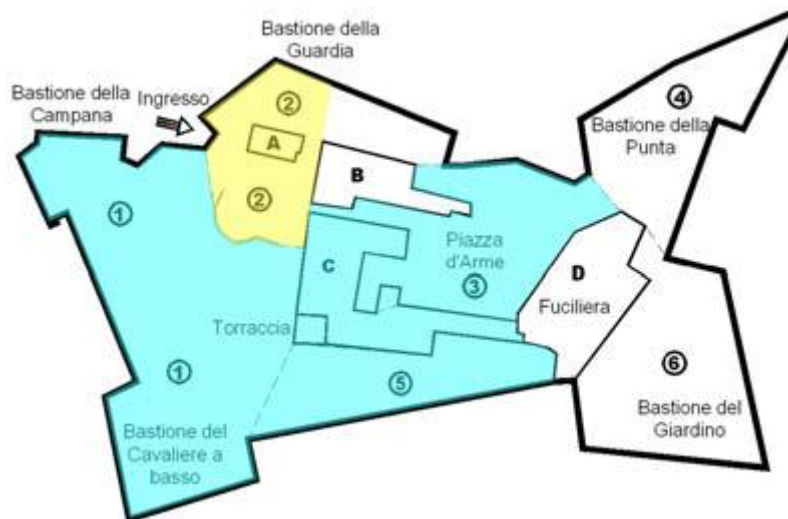 Bastione della
Guardia
Bastione della
Campana
Ingresso
2
A
4
Bastione della
Punta
B
1
2
Piazza
d'Arme
3
C
D
Fuciliera
Torraccia
1
5
6
Bastione del
Cavaliere a
basso
Bastione del
Giardino